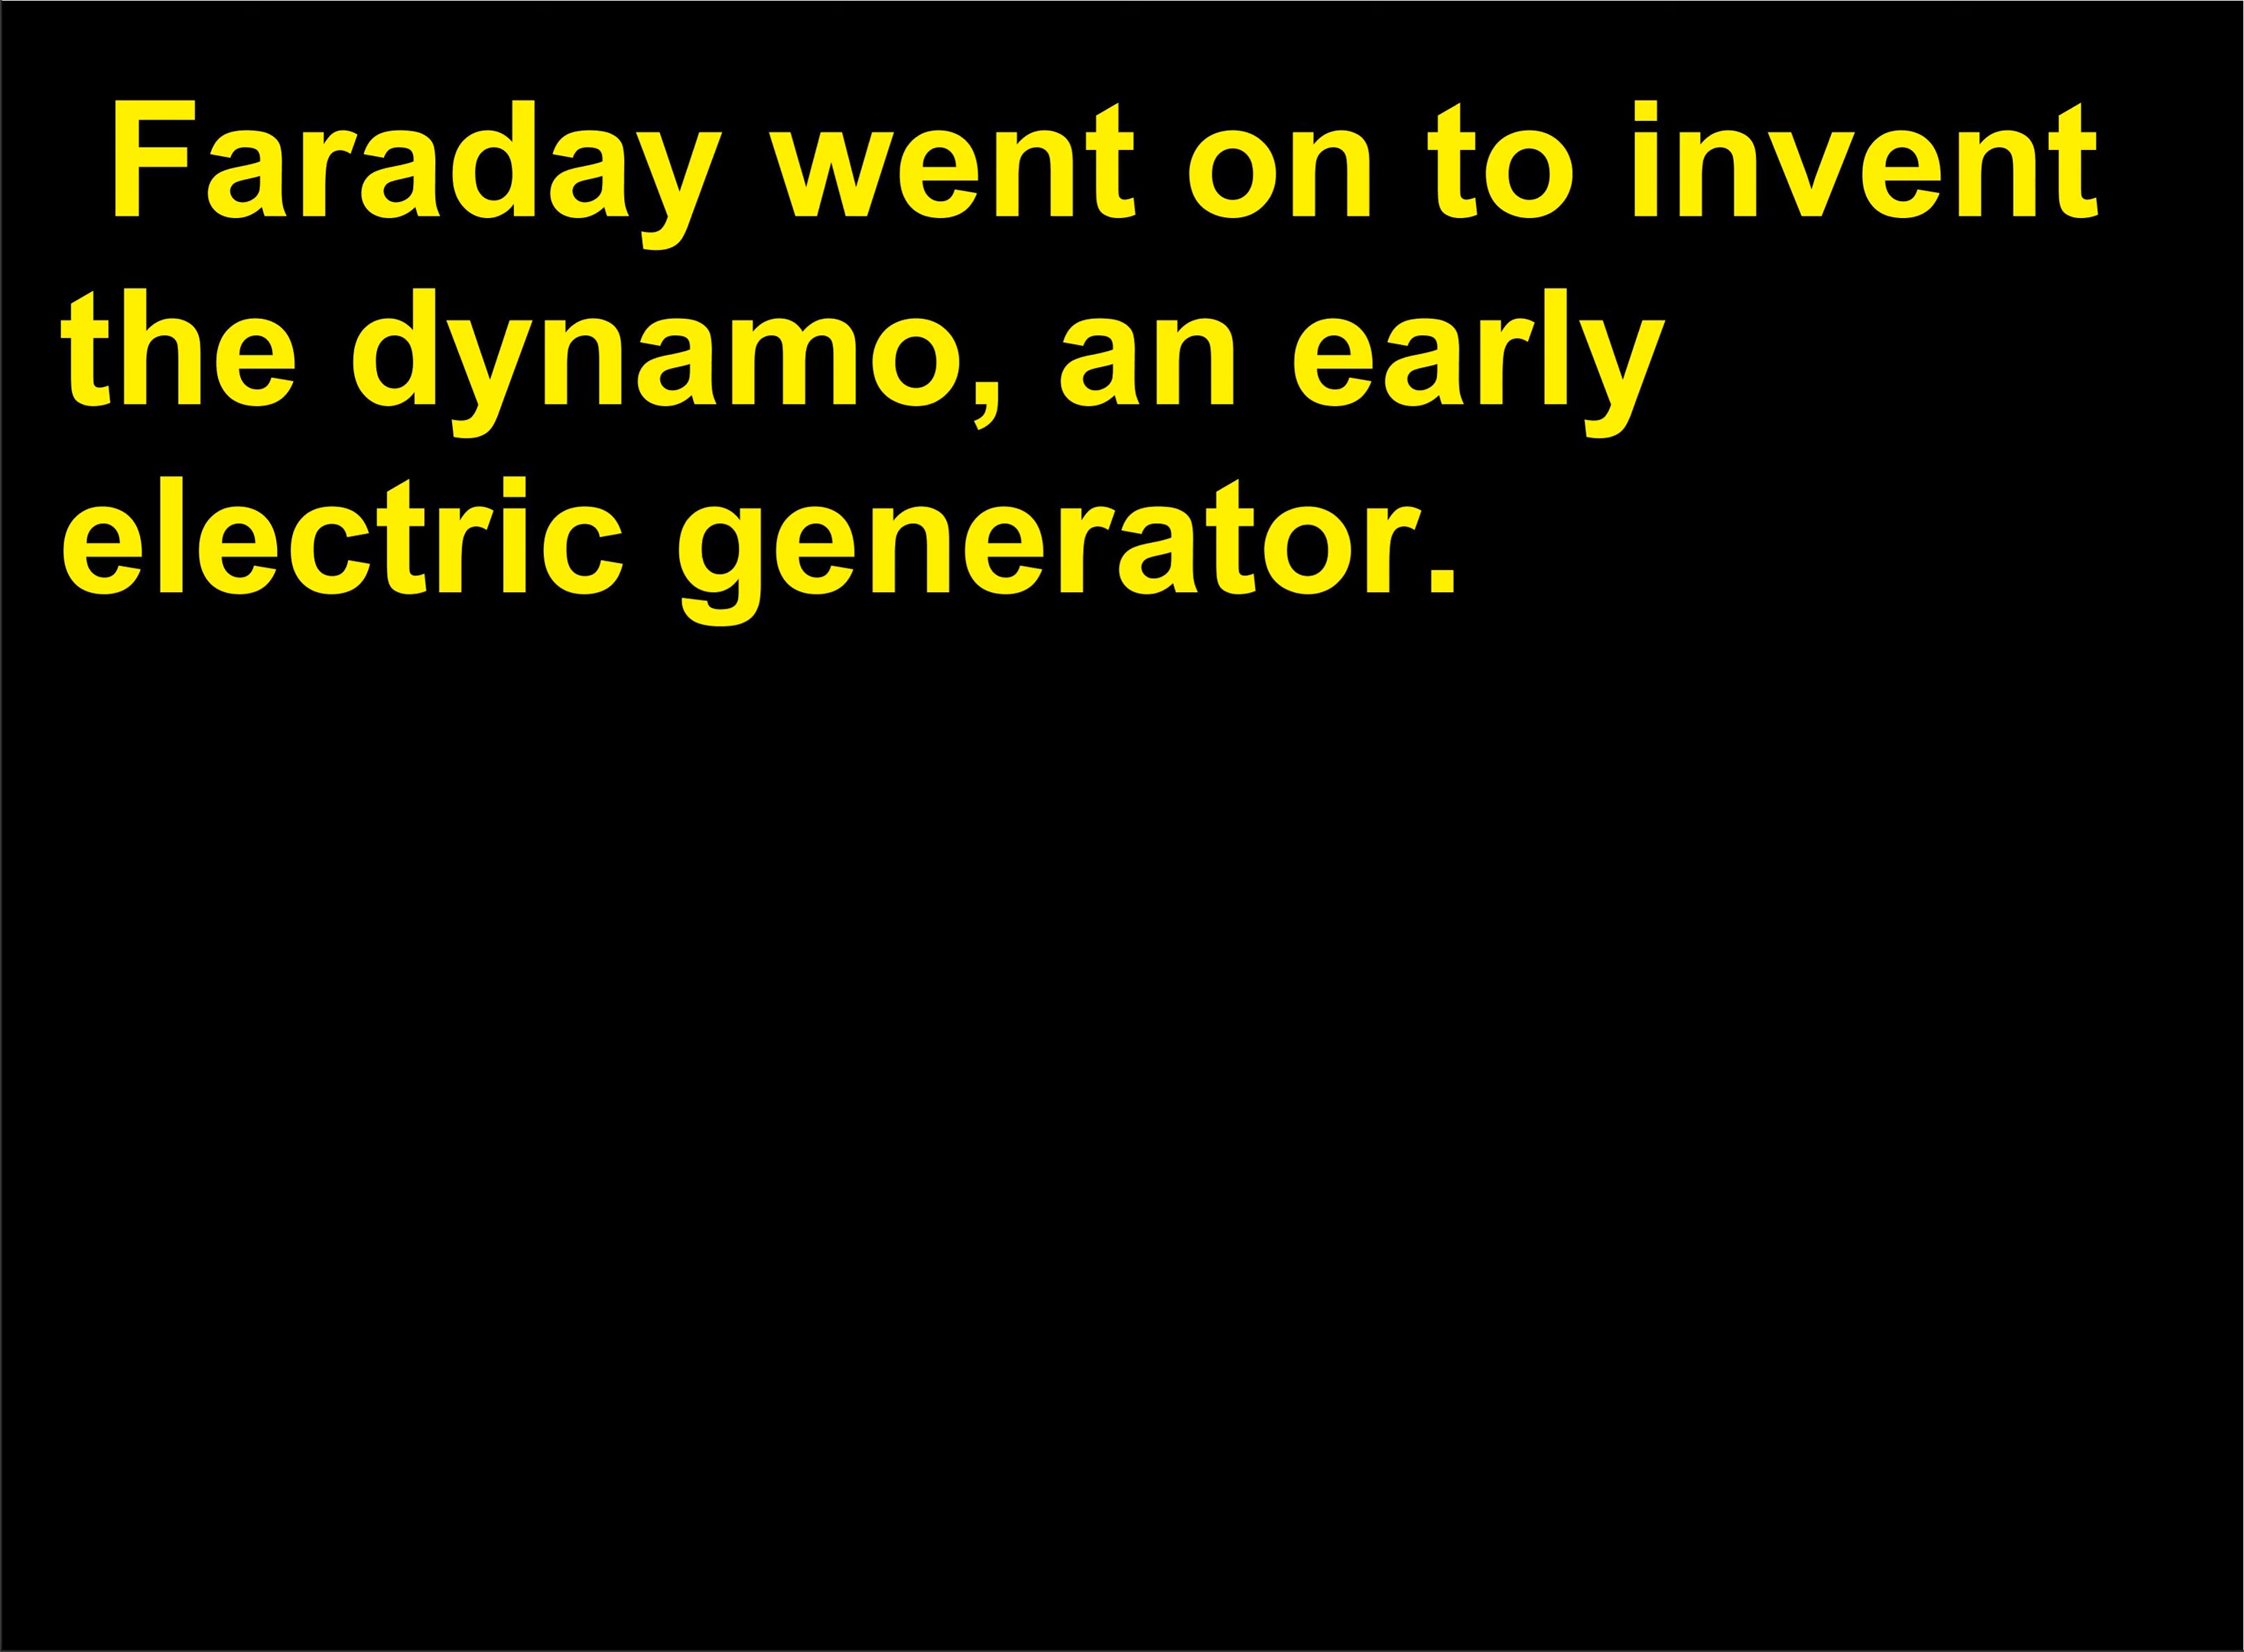 Faraday went on to invent
the dynamo, an early
electric generator.